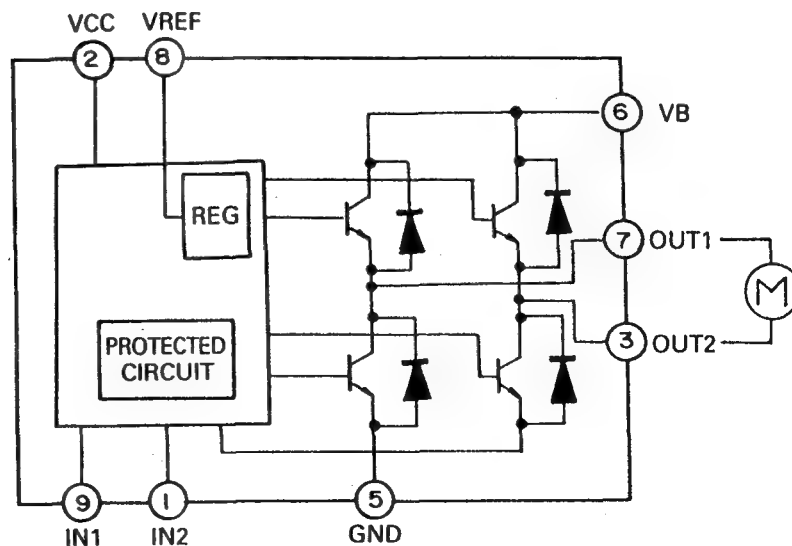 VCC VREF
2 8
6 VB
REG
7 OUT1
M
3 OUT2
PROTECTED
CIRCUIT
9 1 5
IN1 IN2 GND